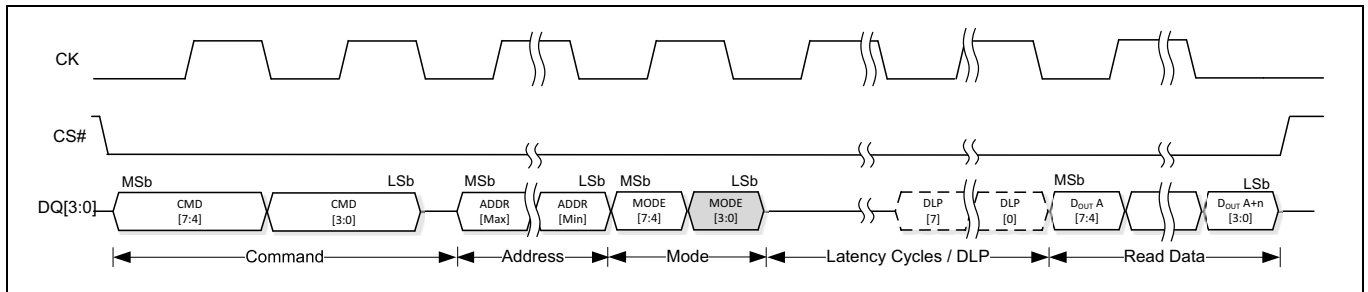 CK
CS#
MSb LSb MSb LSb MSb LSb MSb LSb
DQ[3:0]
CMD CMD ADDR ADDR MODE MODE DLP DLP DOUT A DOUT A+n
[7:4] [3:0] [Max] [Min] [7:4] [3:0] [7] [0] [7:4] [3:0]
Command Address Mode Latency Cycles / DLP Read Data